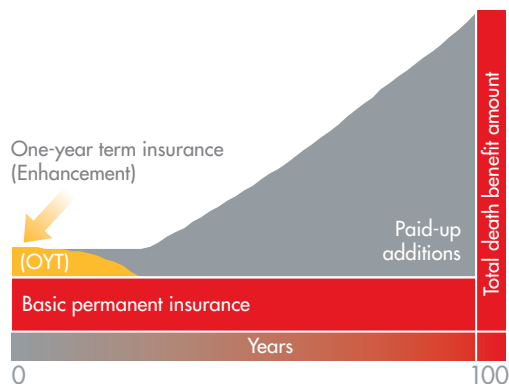 One-year term insurance
(Enhancement)
(OYT)
Paid-up
additions
Total death benefit amount
Basic permanent insurance
Years
0
100